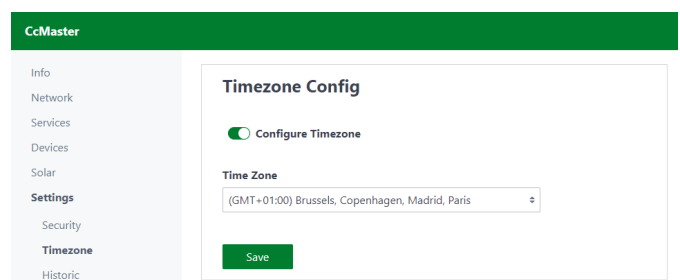 CcMaster
Info
Network
Services
Devices
Solar
Settings
Security
Timezone
Historic
Timezone Config
Configure Timezone
Time Zone
(GMT+01:00) Brussels, Copenhagen, Madrid, Paris
Save